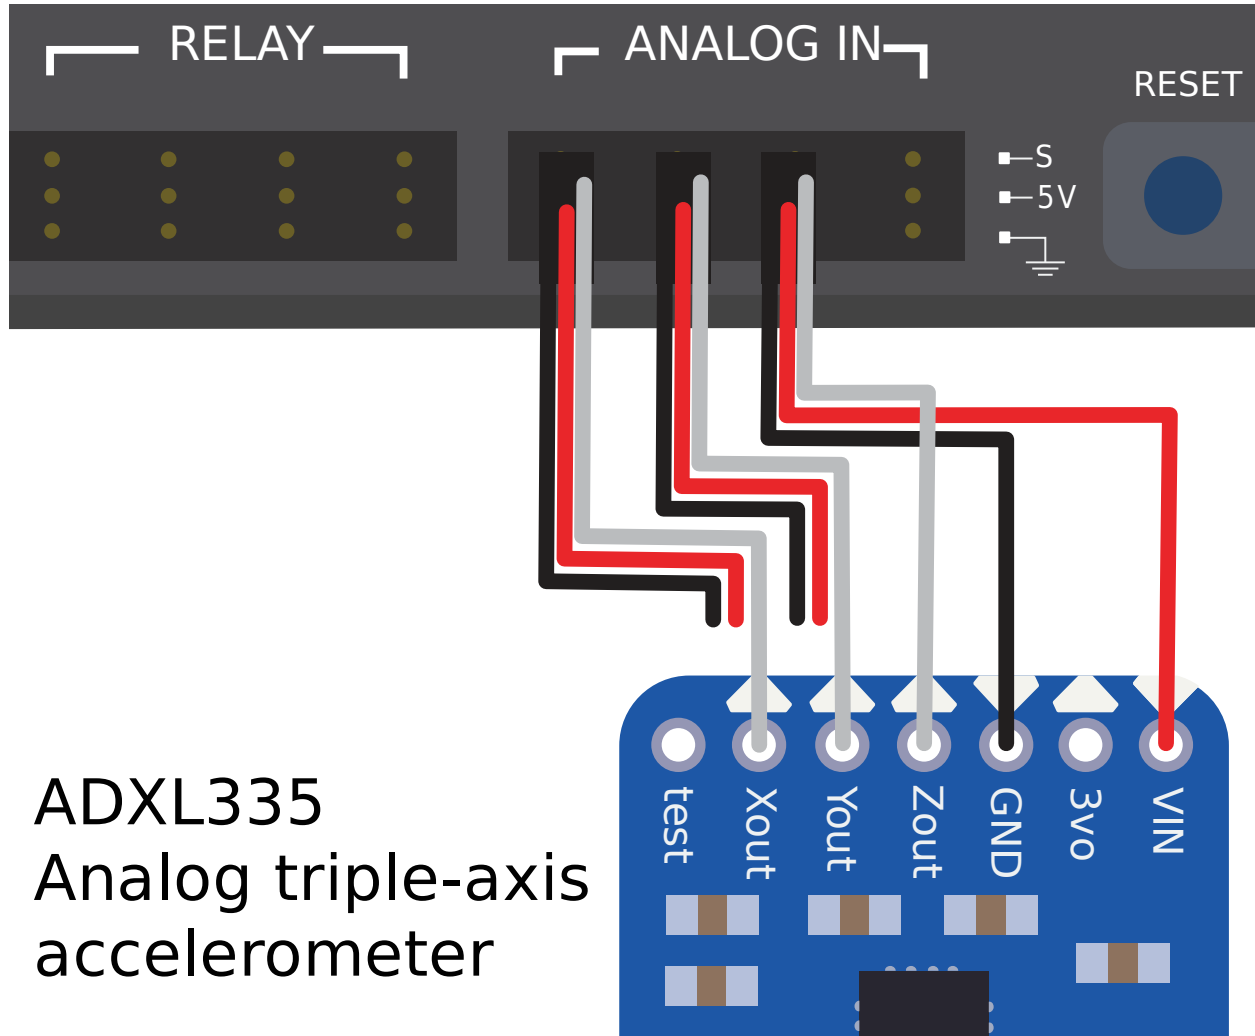 RELAY
ANALOG IN
RESET
S
5V
test
Xout
Yout
Zout
GND
3vo
VIN
ADXL335
Analog triple-axis
accelerometer